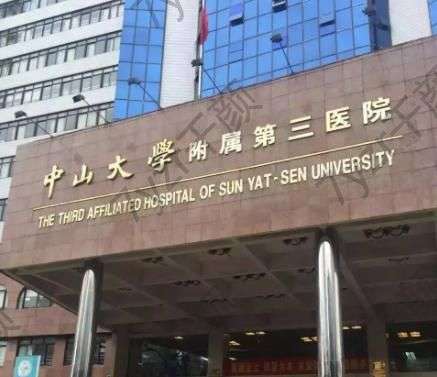 中山大學附属第三医院
THE THIRD AFFILIATED HOSPITAL OF SUN YAT-SEN UNIVERSITY